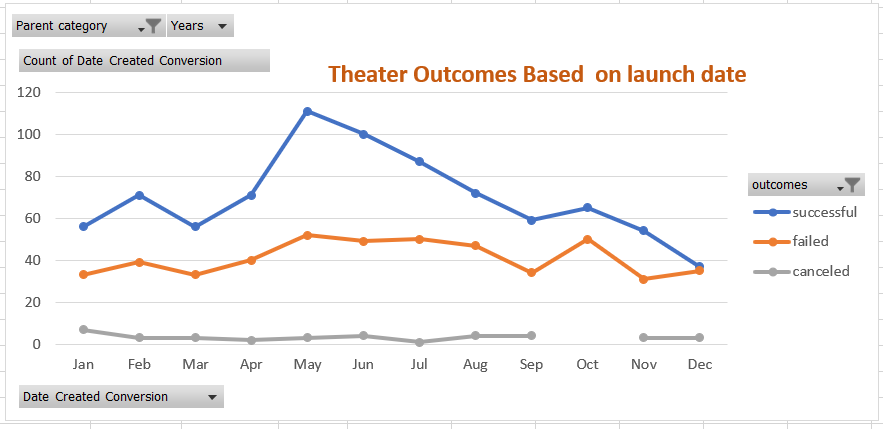 Parent category Years
Count of Date Created Conversion
Theater Outcomes Based on launch date
120
100
80
60
40
20
0
Jan Feb Mar Apr May Jun Jul Aug Sep Oct Nov Dec
outcomes
successful
failed
canceled
Date Created Conversion